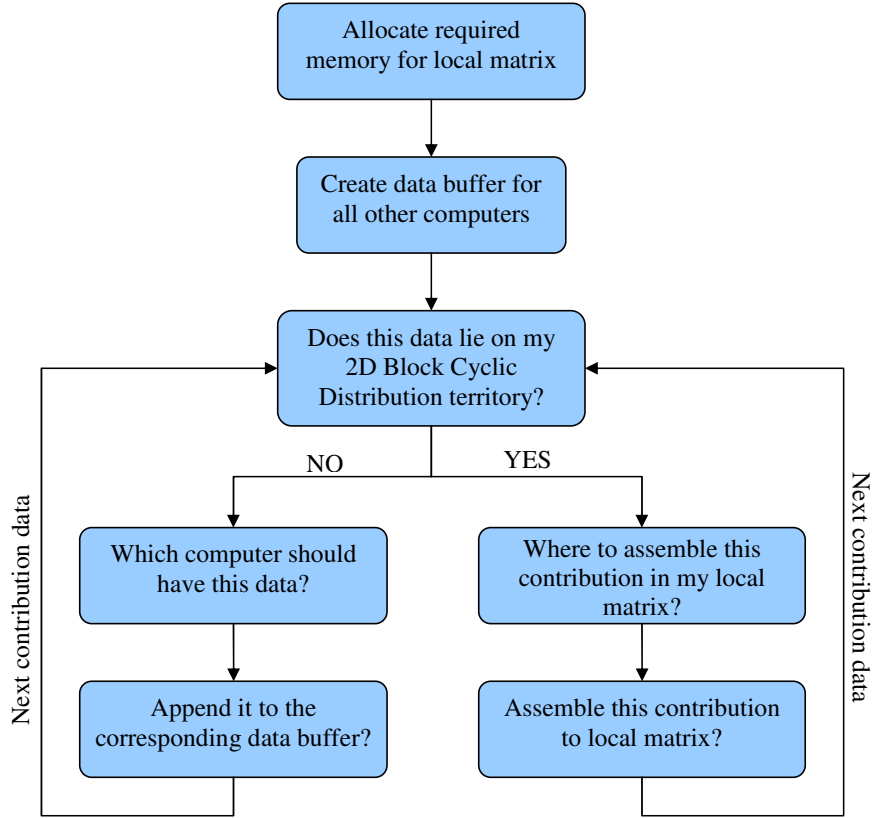 Allocate required
memory for local matrix
Create data buffer for
all other computers
Does this data lie on my
2D Block Cyclic
Distribution territory?
NO
YES
Which computer should
have this data?
Where to assemble this
contribution in my local
matrix?
Append it to the
corresponding data buffer?
Assemble this contribution
to local matrix?
Next contribution data
Next contribution data